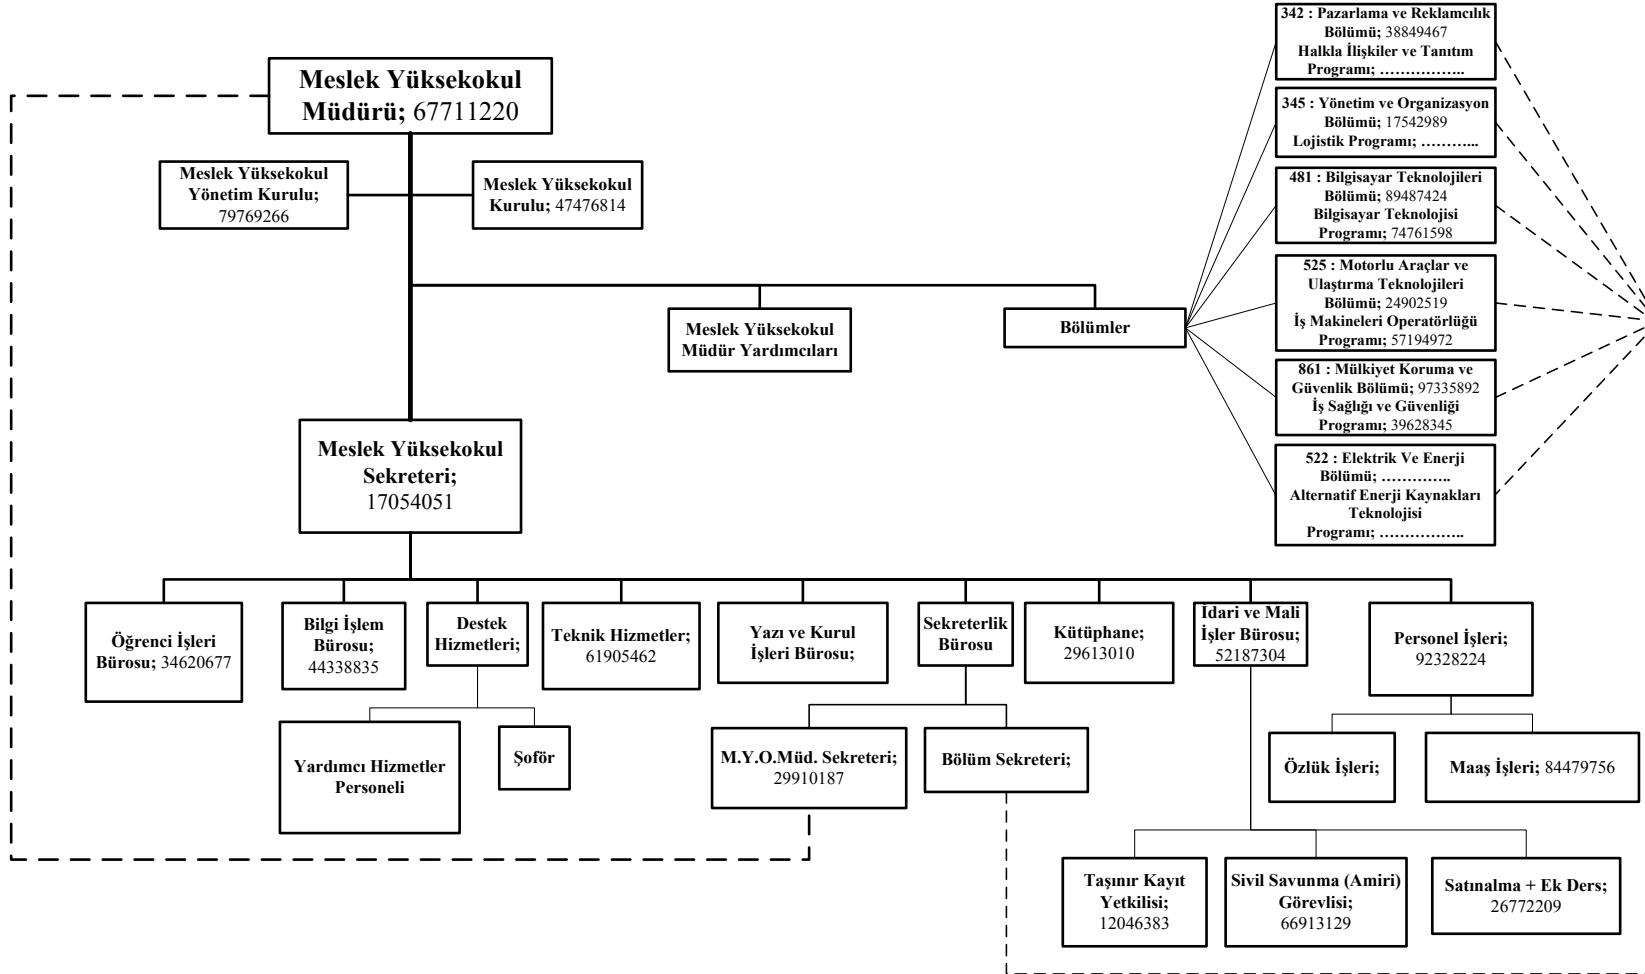 342 : Pazarlama ve Reklamcılık
Bölümü; 38849467
Halkla İlişkiler ve Tanıtım
Programı; ……………..
Meslek Yüksekokul
Müdürü; 67711220
345 : Yönetim ve Organizasyon
Bölümü; 17542989
Lojistik Programı; ………...
Meslek Yüksekokul
Yönetim Kurulu;
79769266
Meslek Yüksekokul
Kurulu; 47476814
481 : Bilgisayar Teknolojileri
Bölümü; 89487424
Bilgisayar Teknolojisi
Programı; 74761598
525 : Motorlu Araçlar ve
Ulaştırma Teknolojileri
Bölümü; 24902519
İş Makineleri Operatörlüğü
Programı; 57194972
Meslek Yüksekokul
Müdür Yardımcıları
Bölümler
861 : Mülkiyet Koruma ve
Güvenlik Bölümü; 97335892
İş Sağlığı ve Güvenliği
Programı; 39628345
522 : Elektrik Ve Enerji
Bölümü; …………..
Alternatif Enerji Kaynakları
Teknolojisi
Programı; ……………..
Meslek Yüksekokul
Sekreteri;
17054051
Öğrenci İşleri
Bürosu; 34620677
Bilgi İşlem
Bürosu;
44338835
Destek
Hizmetleri;
Teknik Hizmetler;
61905462
Yazı ve Kurul
İşleri Bürosu;
Sekreterlik
Bürosu
Kütüphane;
29613010
İdari ve Mali
İşler Bürosu;
52187304
Personel İşleri;
92328224
Yardımcı Hizmetler
Personeli
Şoför
M.Y.O.Müd. Sekreteri;
29910187
Bölüm Sekreteri;
Özlük İşleri;
Maaş İşleri; 84479756
Taşınır Kayıt
Yetkilisi;
12046383
Sivil Savunma (Amiri)
Görevlisi;
66913129
Satınalma + Ek Ders;
26772209